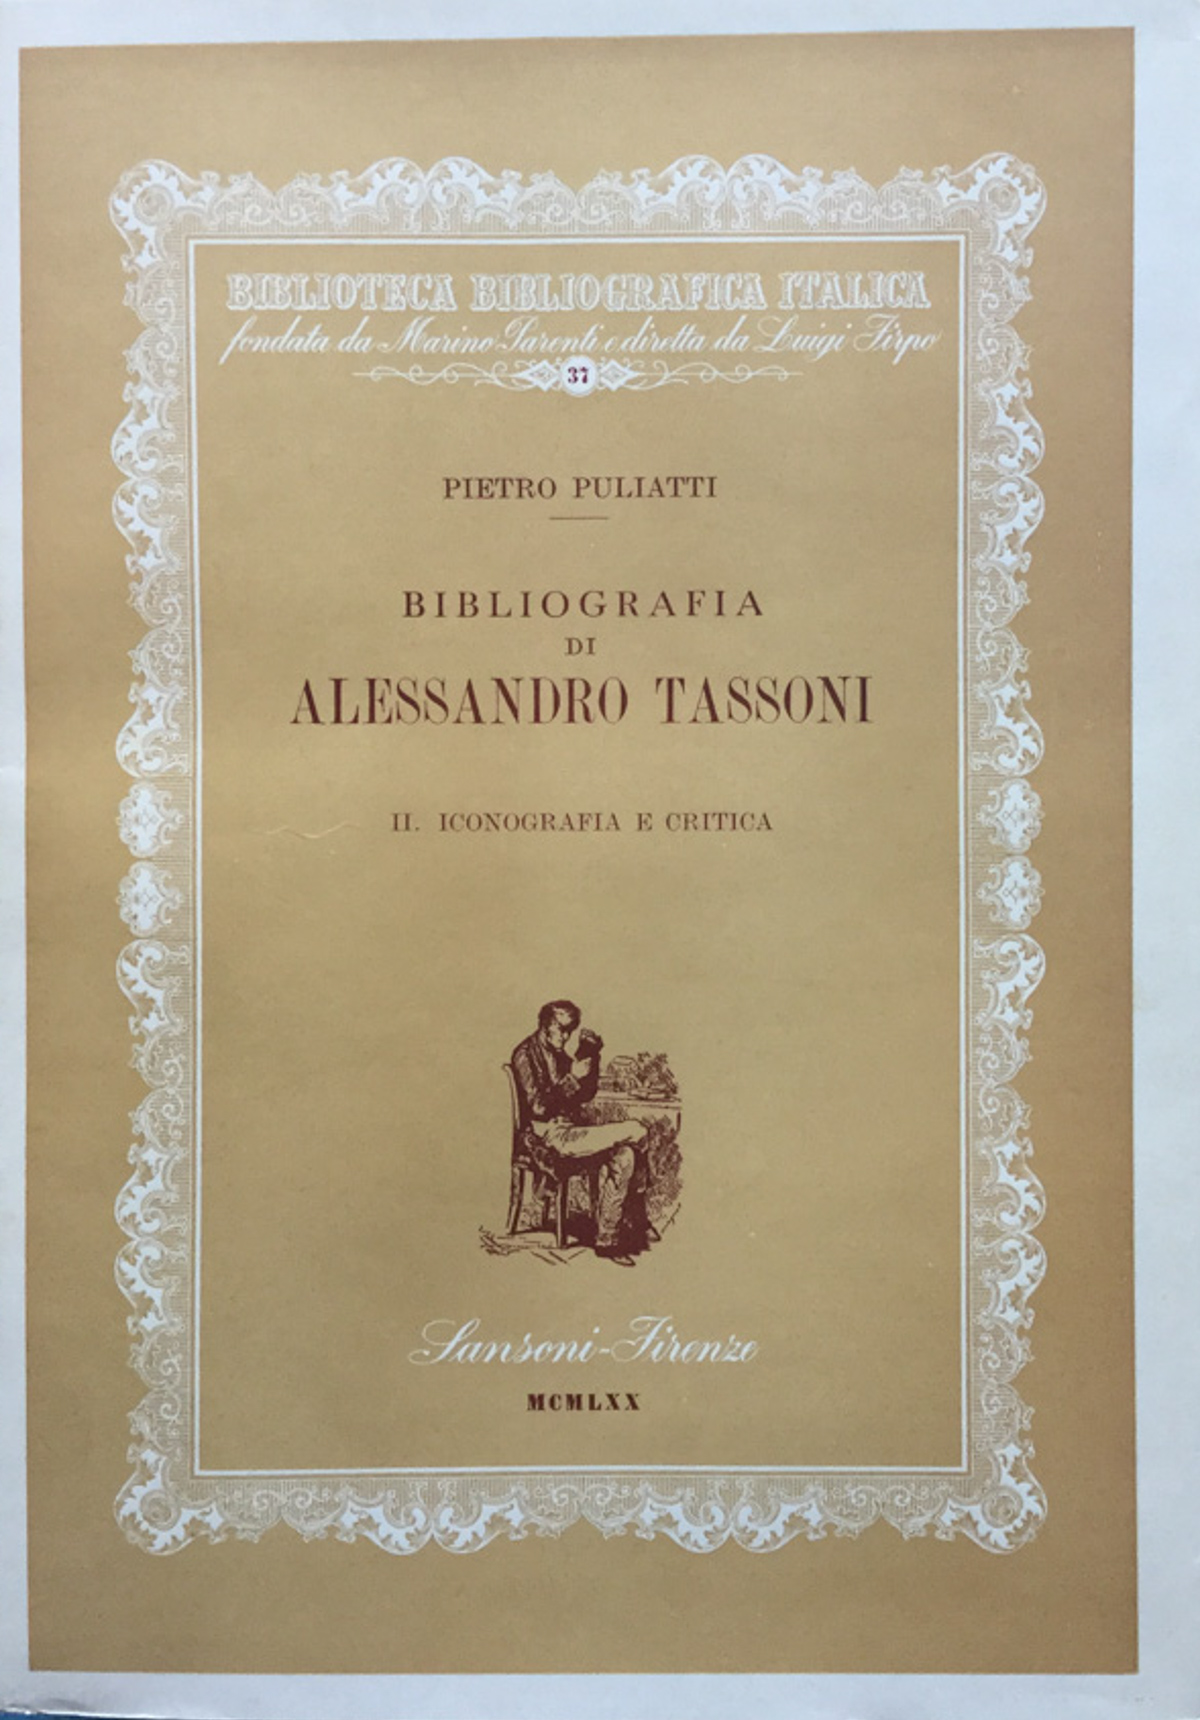 BIBLIOTECA BIBLIOGRAFICA ITALICA
fondata da Marino Parenti e diretta da Luigi Firpo
37
PIETRO PULIATTI
BIBLIOGRAFIA
DI
ALESSANDRO TASSONI
II. ICONOGRAFIA E CRITICA
Sansoni-Firenze
MCMLXX